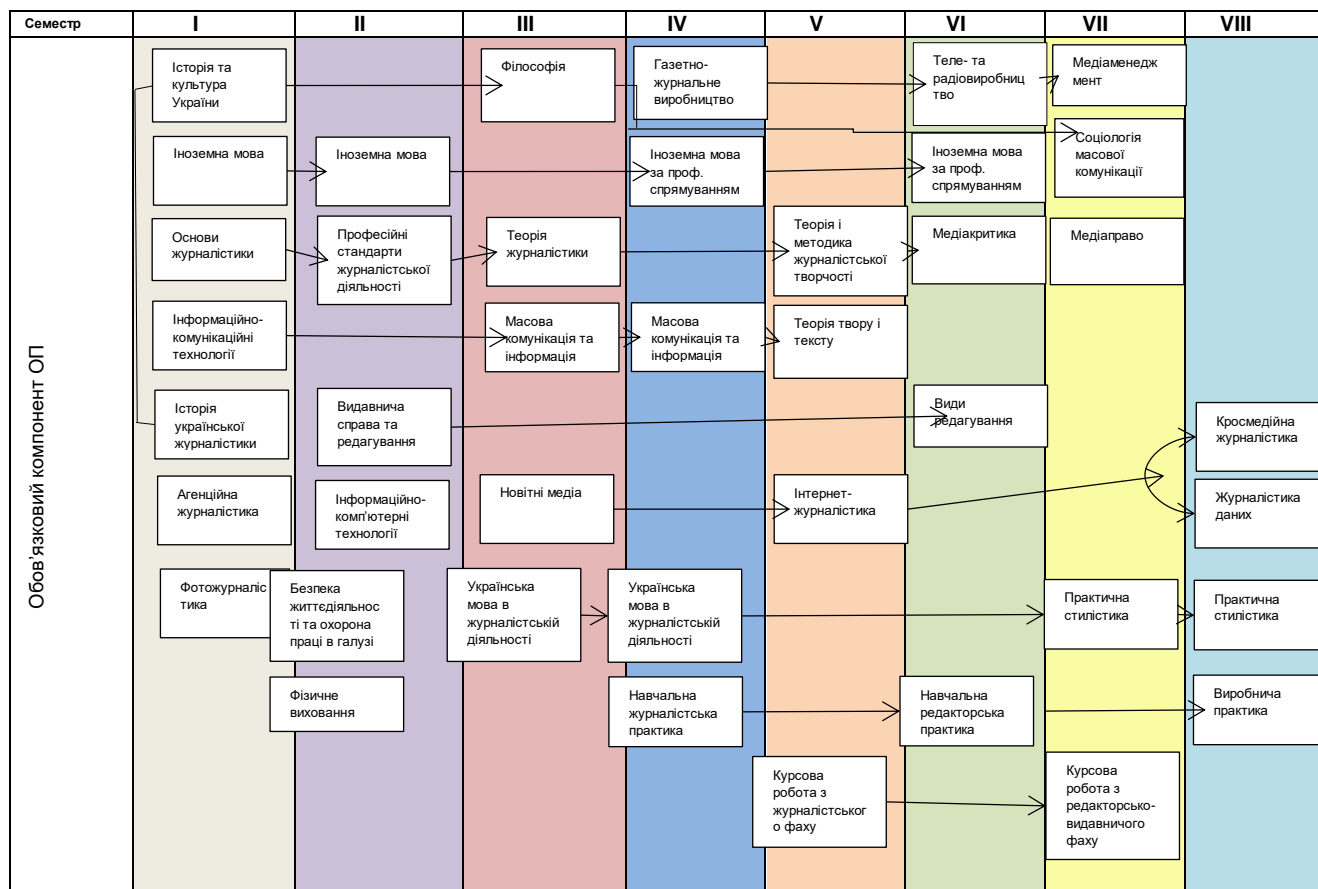 Семестр
I
II
III
IV
V
VI
VII
VIII
Обов’язковий компонент ОП
Історія та
культура
України
Філософія
Газетно-
журнальне
виробництво
Теле- та
радіовиробниц
тво
Медіаменедж
мент
Іноземна мова
Іноземна мова
Іноземна мова
за проф.
спрямуванням
Іноземна мова
за проф.
спрямуванням
Соціологія
масової
комунікації
Основи
журналістики
Професійні
стандарти
журналістської
діяльності
Теорія
журналістики
Теорія і
методика
журналістської
творчості
Медіакритика
Медіаправо
Інформаційно-
комунікаційні
технології
Масова
комунікація та
інформація
Масова
комунікація та
інформація
Теорія твору і
тексту
Історія
української
журналістики
Видавнича
справа та
редагування
Види
редагування
Кросмедійна
журналістика
Агенційна
журналістика
Інформаційно-
комп’ютерні
технології
Новітні медіа
Інтернет-
журналістика
Журналістика
даних
Фотожурналіс
тика
Безпека
життєдіяльнос
ті та охорона
праці в галузі
Українська
мова в
журналістській
діяльності
Українська
мова в
журналістській
діяльності
Практична
стилістика
Практична
стилістика
Фізичне
виховання
Навчальна
журналістська
практика
Навчальна
редакторська
практика
Виробнича
практика
Курсова
робота з
журналістськог
о фаху
Курсова
робота з
редакторсько-
видавничого
фаху